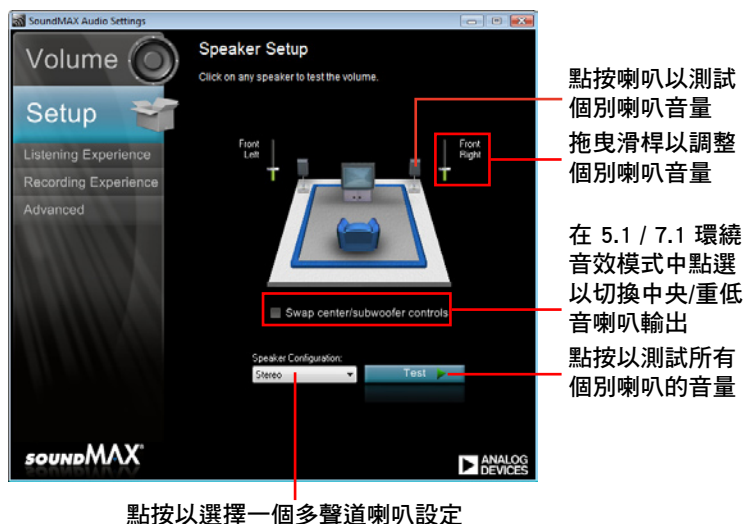 SoundMAX Audio Settings
Volume
Setup
Listening Experience
Recording Experience
Advanced
Speaker Setup
Click on any speaker to test the volume.
Front
Left
Front
Right
Swap center/subwoofer controls
Speaker Configuration:
Stereo
Test
SOUNDMAX®
ANALOG
DEVICES
點按喇叭以測試
個別喇叭音量
拖曳滑桿以調整
個別喇叭音量
在 5.1 / 7.1 環繞
音效模式中點選
以切換中央/重低
音喇叭輸出
點按以測試所有
個別喇叭的音量
點按以選擇一個多聲道喇叭設定